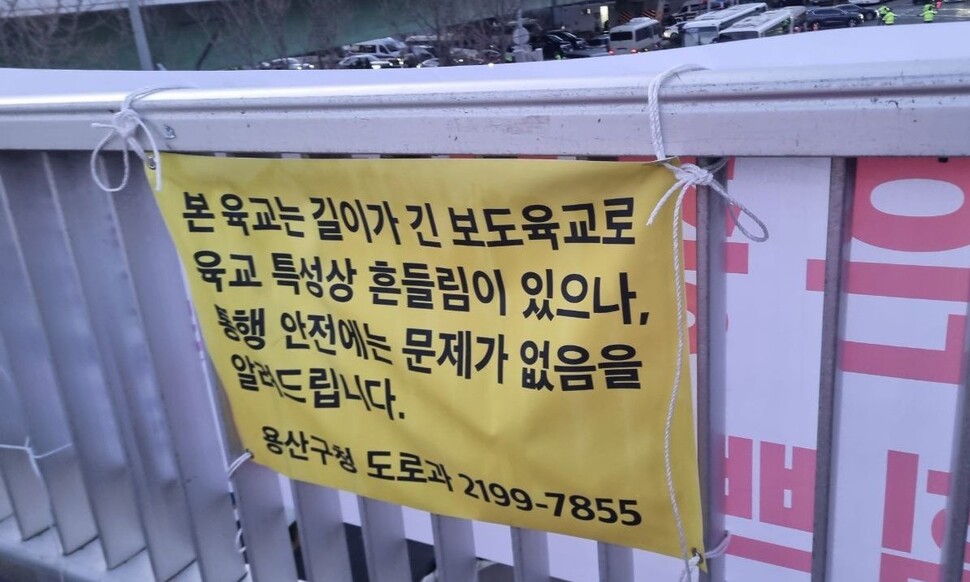 본 육교는 길이가 긴 보도육교로
육교 특성상 흔들림이 있으나,
통행 안전에는 문제가 없음을
알려드립니다.
용산구청 도로과 2199-7855